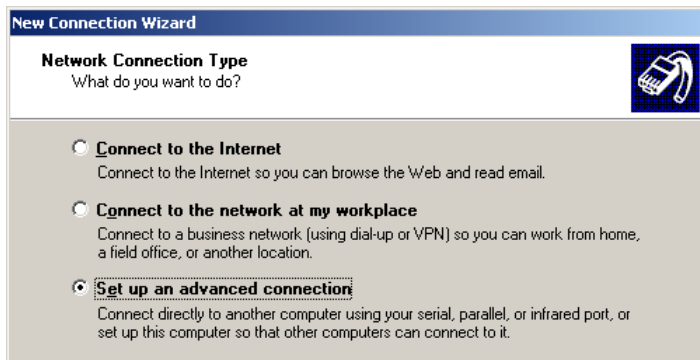 New Connection Wizard
Network Connection Type
What do you want to do?
Connect to the Internet
Connect to the Internet so you can browse the Web and read email.
Connect to the network at my workplace
Connect to a business network (using dial-up or VPN) so you can work from home,
a field office, or another location.
Set up an advanced connection
Connect directly to another computer using your serial, parallel, or infrared port, or
set up this computer so that other computers can connect to it.